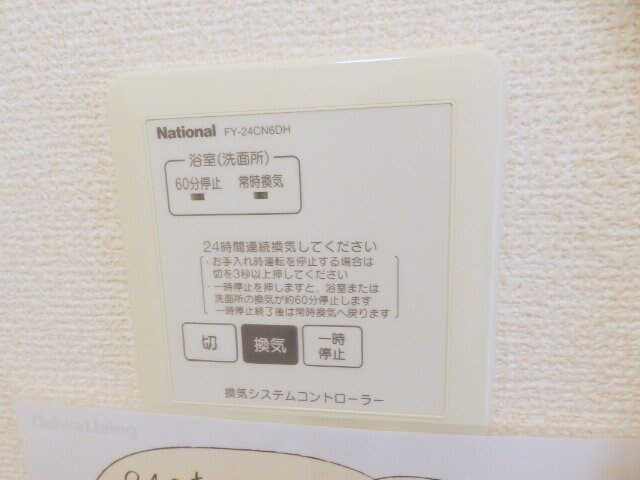 National FY-24CN6DH
浴室(洗面所)
60分停止 常時換気
24時間連続換気してください
・お手入れ時運転を停止する場合は
切を3秒以上押してください
・一時停止を押しますと、浴室または
洗面所の換気が約60分停止します
一時停止終了後は常時換気へ戻ります
切 換気 一時
停止
換気システムコントローラー